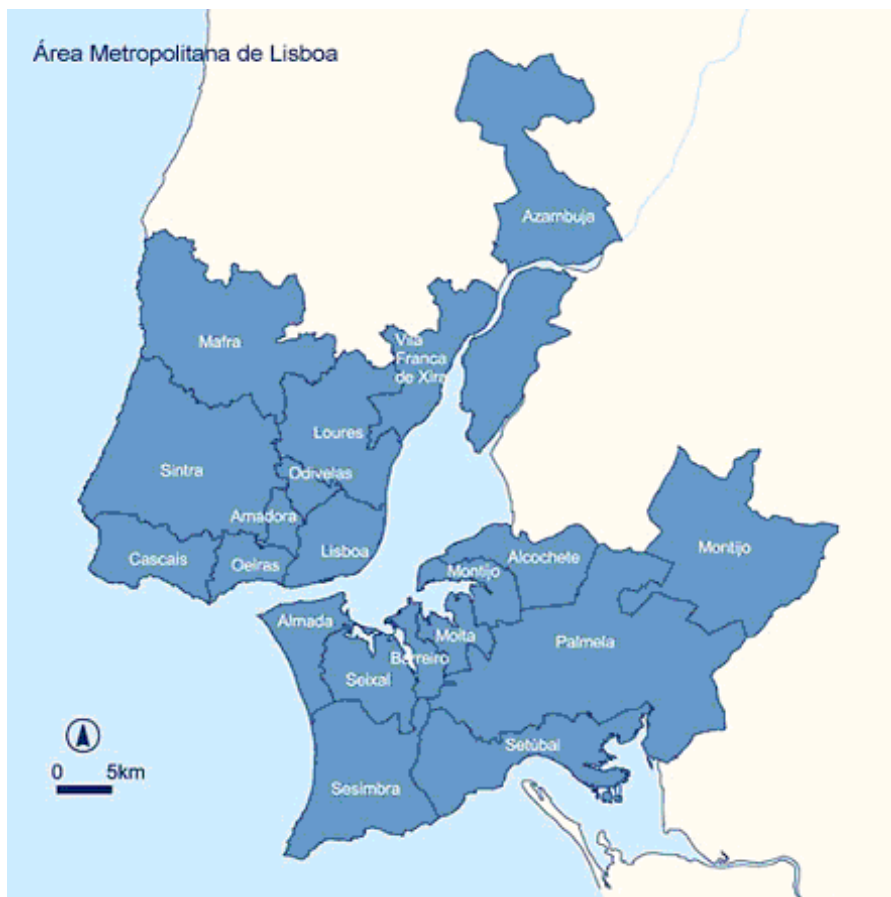 Área Metropolitana de Lisboa
Azambuja
Mafra
Vila
Franca
de Xira
Loures
Sintra
Odivelas
Amadora
Lisboa
Cascais
Oeiras
Montijo
Alcochete
Montijo
Almada
Moita
Palmela
Barreiro
Seixal
Setúbal
Sesimbra
0 5km